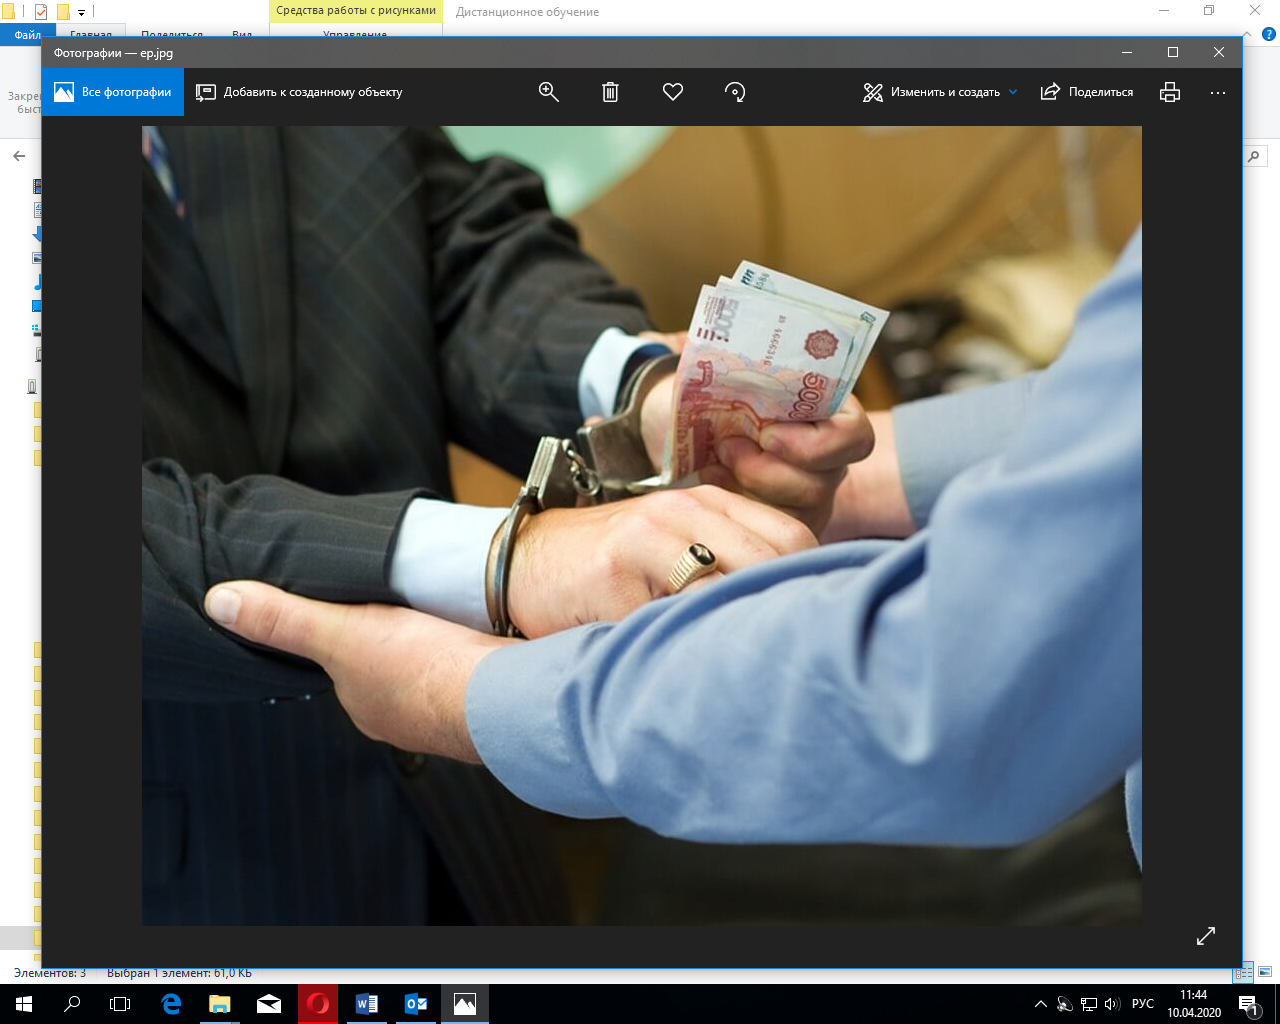 Средства работы с рисунками
Дистанционное обучение
Файл
Главная
Поделиться
Вид
Управление
Фотографии — ep.jpg
Все фотографии
Добавить к созданному объекту
Изменить и создать
Поделиться
5000
Элементов: 3
Выбран 1 элемент: 61,0 КБ
РУС
11:44
10.04.2020
1